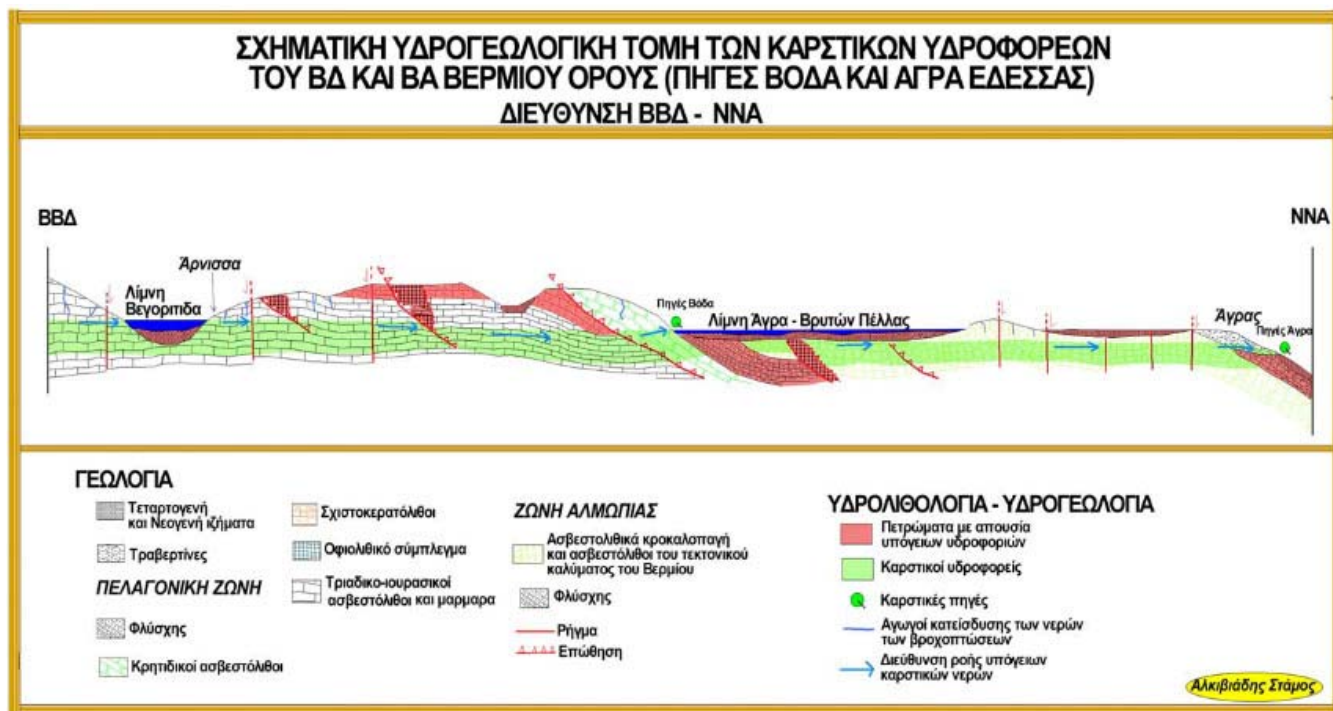 ΣΧΗΜΑΤΙΚΗ ΥΔΡΟΓΕΩΛΟΓΙΚΗ ΤΟΜΗ ΤΩΝ ΚΑΡΣΤΙΚΩΝ ΥΔΡΟΦΟΡΕΩΝ
ΤΟΥ ΒΔ ΚΑΙ ΒΑ ΒΕΡΜΙΟΥ ΟΡΟΥΣ (ΠΗΓΕΣ ΒΟΔΑ ΚΑΙ ΑΓΡΑ ΕΔΕΣΣΑΣ)
ΔΙΕΥΘΥΝΣΗ ΒΒΔ - ΝΝΑ
ΒΒΔ
ΝΝΑ
Άρνισσα
Λίμνη
Βεγοριτιδα
Πηγές Βόδα
Λίμνη Άγρα - Βρυτών Πέλλας
Άγρας
Πηγές Άγρα
ΓΕΩΛΟΓΙΑ
Τεταρτογενή
και Νεογενή ιζήματα
Τραβερτίνες
ΠΕΛΑΓΟΝΙΚΗ ΖΩΝΗ
Φλύσχης
Κρητιδικοί ασβεστόλιθοι
Σχιστοκερατόλιθοι
Οφιολιθικό σύμπλεγμα
Τριαδικο-ιουρασικοί
ασβεστόλιθοι και μαρμαρα
ΖΩΝΗ ΑΛΜΩΠΙΑΣ
Ασβεστολιθικά κροκαλοπαγή
και ασβεστόλιθοι του τεκτονικού
καλύματος του Βερμίου
Φλύσχης
Ρήγμα
Επώθηση
ΥΔΡΟΛΙΘΟΛΟΓΙΑ - ΥΔΡΟΓΕΩΛΟΓΙΑ
Πετρώματα με απουσία
υπόγειων υδροφοριών
Καρστικοί υδροφορείς
Καρστικές πηγές
Αγωγοί κατείσδυσης των νερών
των βροχοπτώσεων
Διεύθυνση ροής υπόγειων
καρστικών νερών
Αλκιβιάδης Στάμος